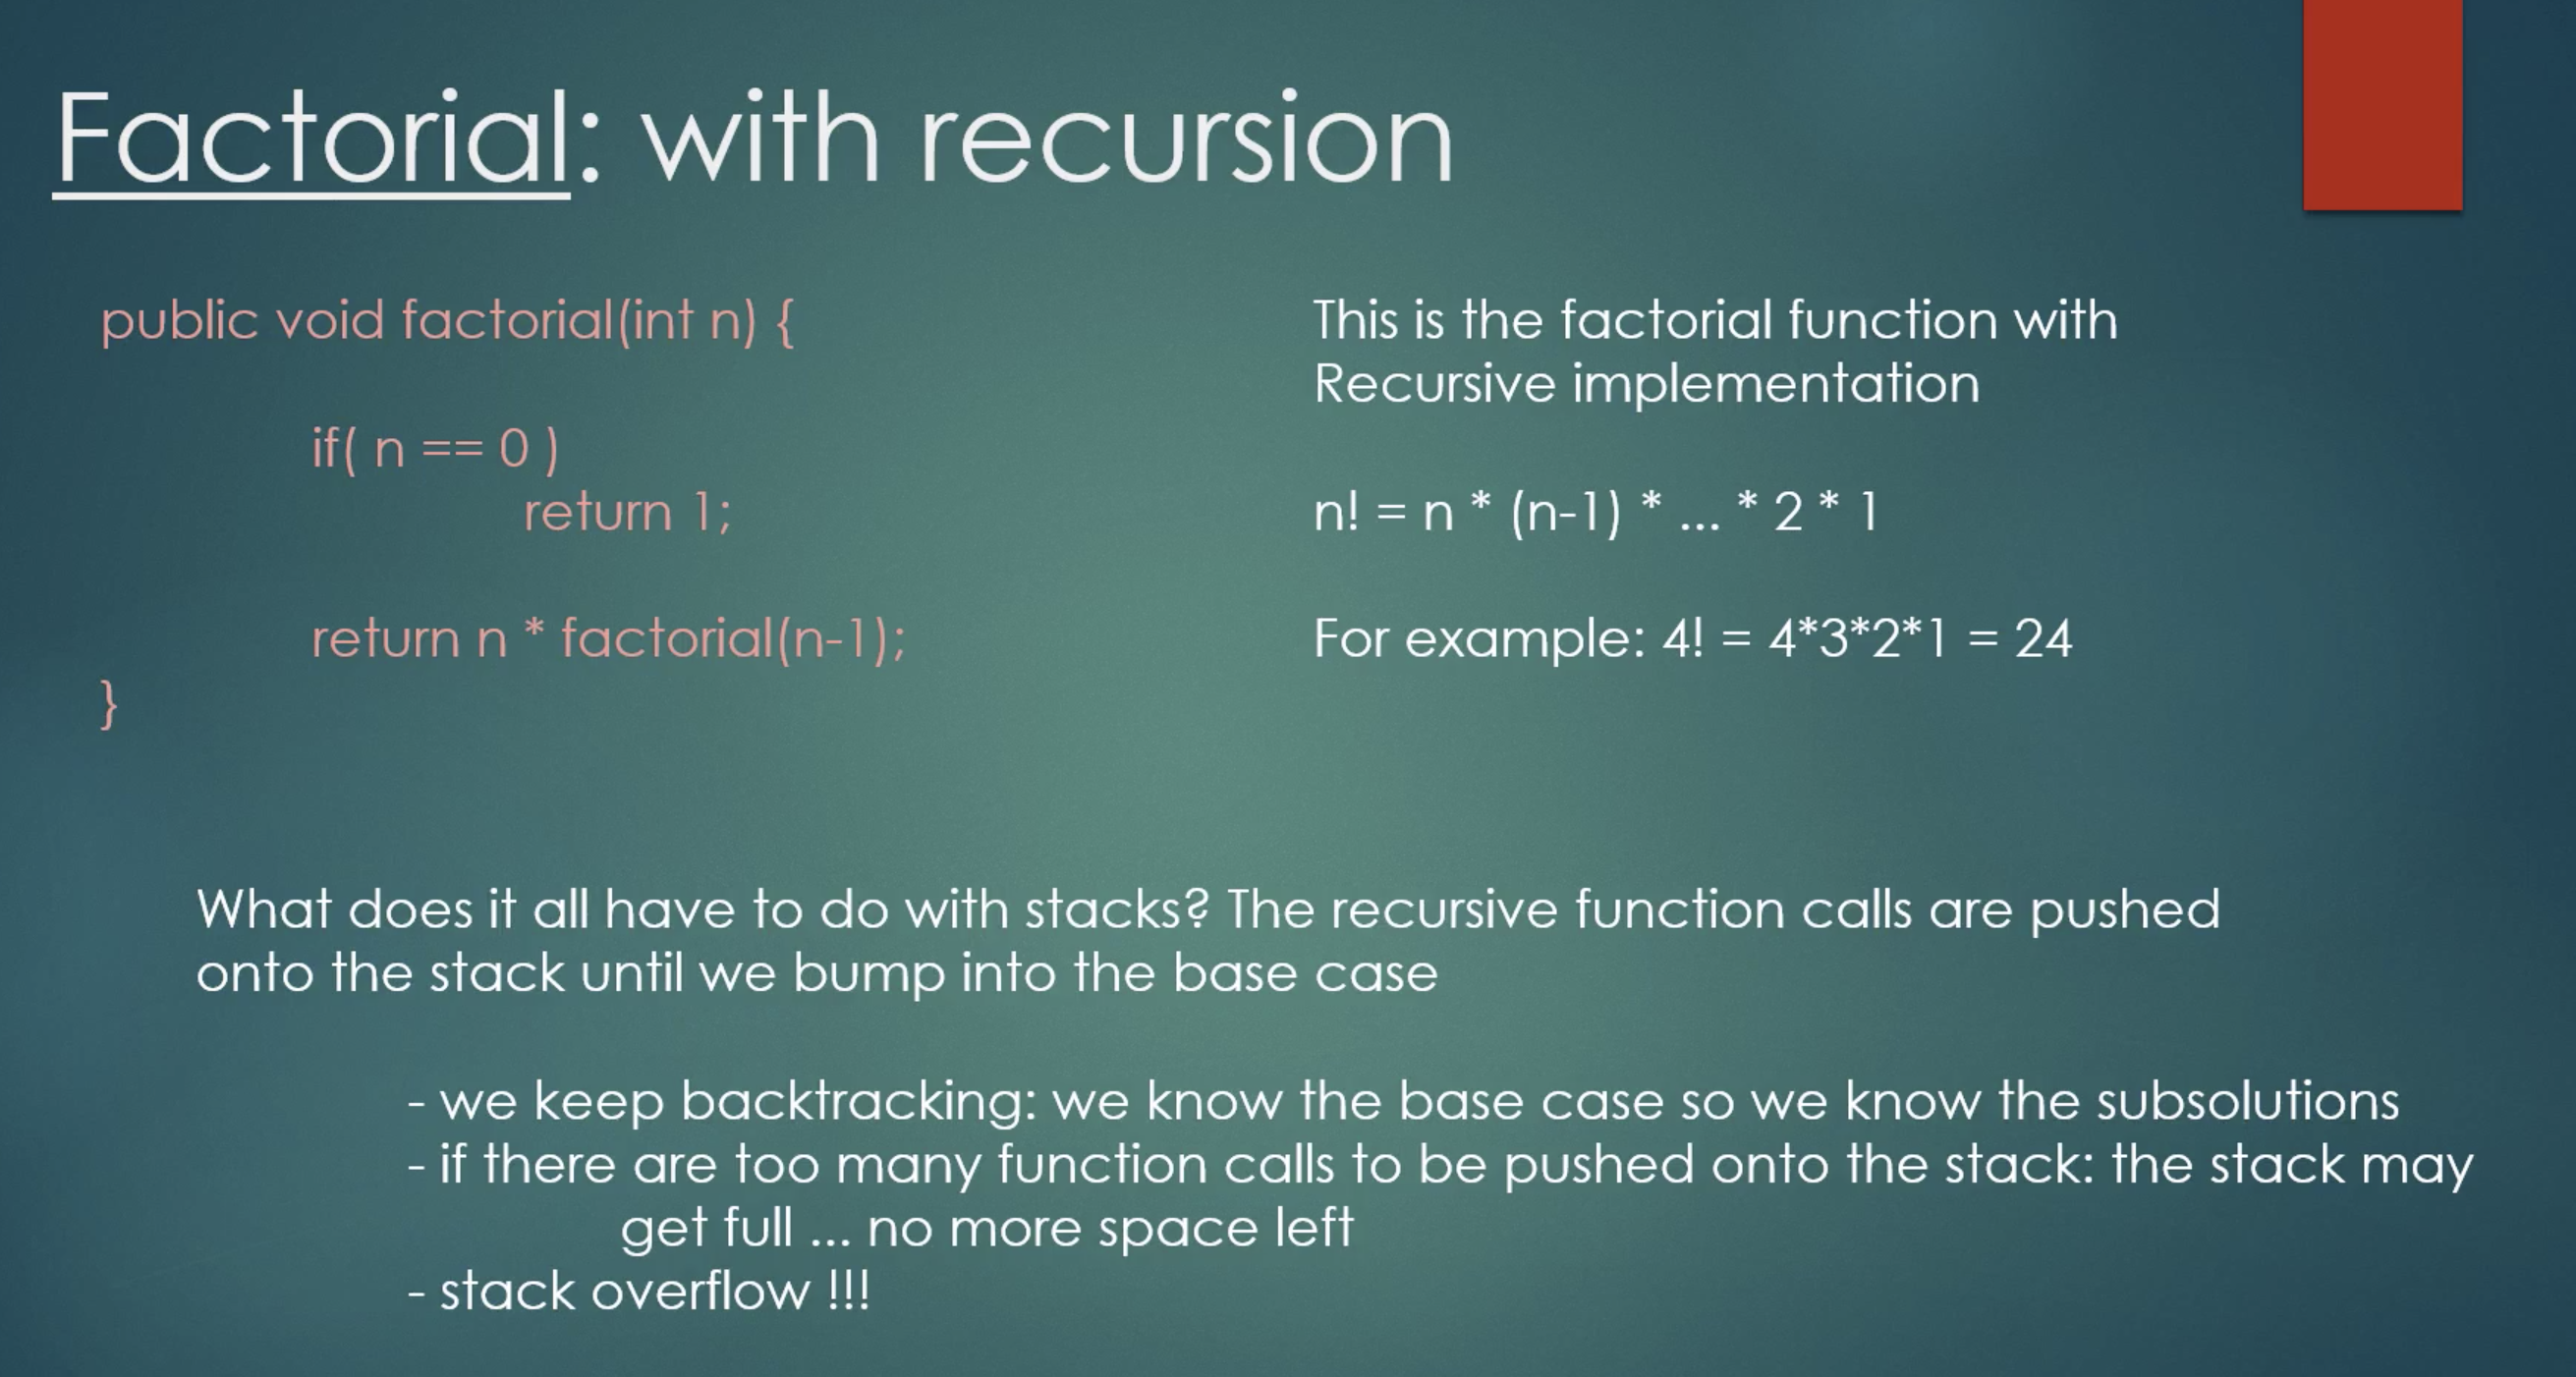 Factorial: with recursion
public void factorial(int n) {
if( n == 0 )
return 1;
return n * factorial(n-1);
}
This is the factorial function with
Recursive implementation
n! = n * (n-1) * ... * 2 * 1
For example: 4! = 4*3*2*1 = 24
What does it all have to do with stacks? The recursive function calls are pushed
onto the stack until we bump into the base case
- we keep backtracking: we know the base case so we know the subsolutions
- if there are too many function calls to be pushed onto the stack: the stack may
get full ... no more space left
- stack overflow !!!